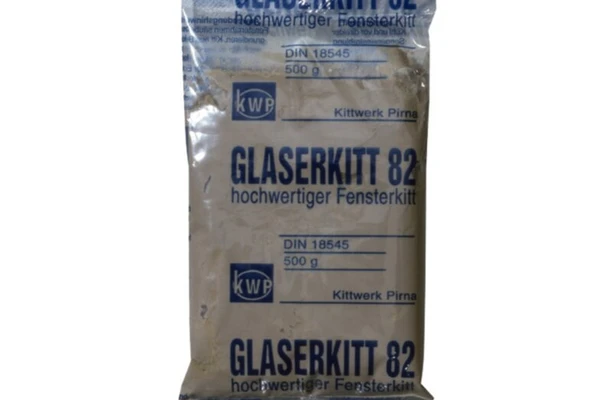 GLASERKITT 82
hochwertiger Fensterkitt
DIN 18545
500 g
KWP
Kittwerk Pirna
GLASERKITT 82
hochwertiger Fensterkitt
DIN 18545
500 g
KWP
Kittwerk Pirna
GLASERKITT 82
hochwertiger Fensterkitt